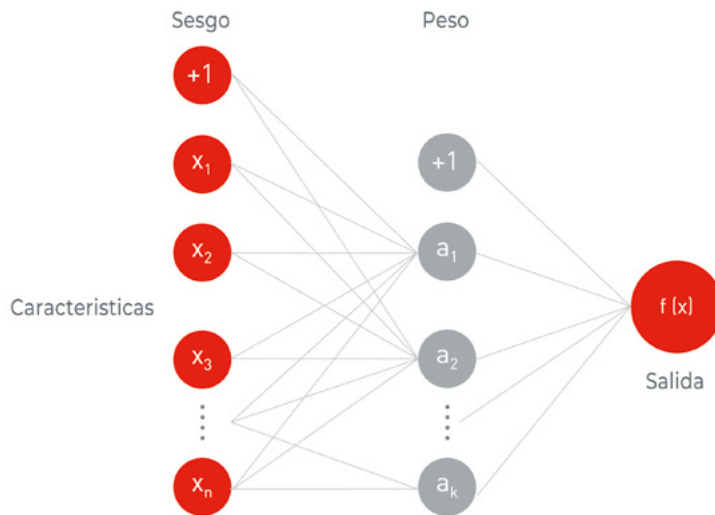 Sesgo
Peso
+1
x₁
+1
x₂
a₁
Caracteristicas
f (x)
x₃
a₂
Salida
xₙ
aₖ